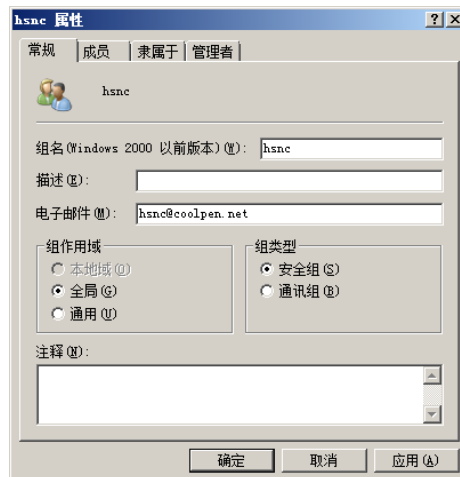 hsnc 属性
常规 成员 隶属于 管理者
hsnc
组名(Windows 2000 以前版本)(W): hsnc
描述(E):
电子邮件(M): hsnc@coolpen.net
组作用域 组类型
本地域(O) 安全组(S)
全局(G) 通讯组(B)
通用(U)
注释(N):
确定 取消 应用(A)